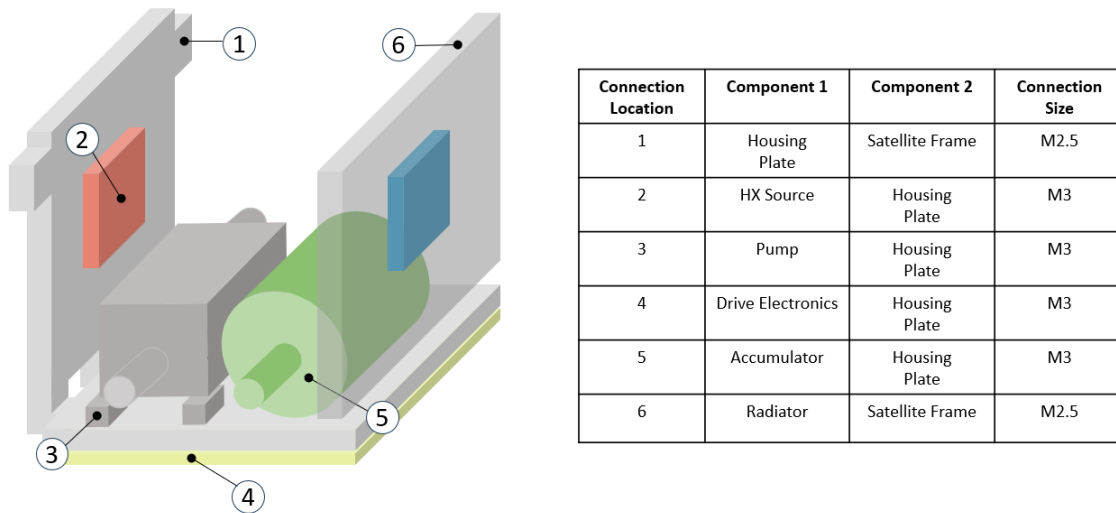 1
6
2
5
3
4
Connection Location Component 1 Component 2 Connection Size
1 Housing Plate Satellite Frame M2.5
2 HX Source Housing Plate M3
3 Pump Housing Plate M3
4 Drive Electronics Housing Plate M3
5 Accumulator Housing Plate M3
6 Radiator Satellite Frame M2.5